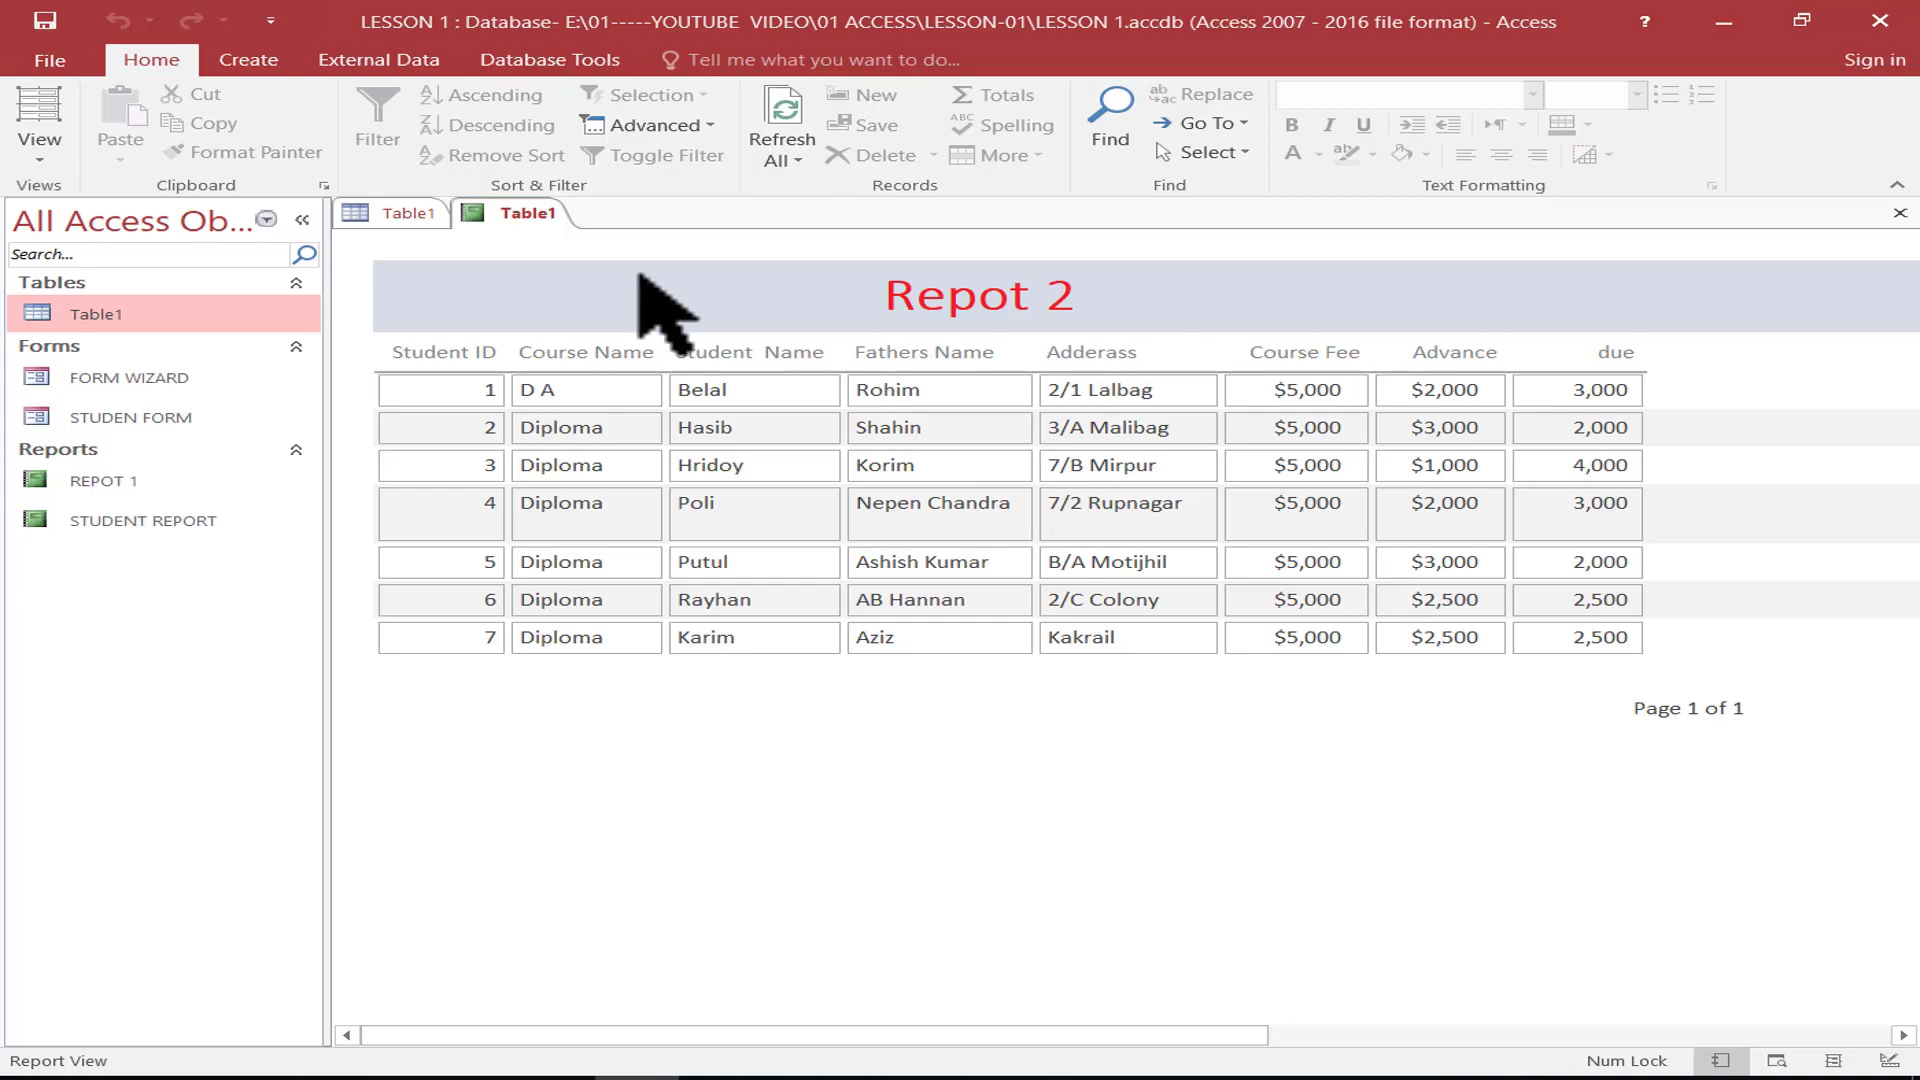 LESSON 1 : Database- E:\01-----YOUTUBE VIDEO\01 ACCESS\LESSON-01\LESSON 1.accdb (Access 2007 - 2016 file format) - Access ?
File Home Create External Data Database Tools Tell me what you want to do... Sign in
View
Views
Paste
Cut
Copy
Format Painter
Clipboard
Filter
Ascending
Descending
Remove Sort
Selection
Advanced
Toggle Filter
Sort & Filter
Refresh
All
New
Save
Delete
Totals
Spelling
More
Records
Find
Replace
Go To
Select
Find
B I U
A
Text Formatting
All Access Ob...
Search...
Tables
Table1
Forms
FORM WIZARD
STUDEN FORM
Reports
REPOT 1
STUDENT REPORT
Table1 Table1
Repot 2
Student ID Course Name Student Name Fathers Name Adderass Course Fee Advance due
1 D A Belal Rohim 2/1 Lalbag $5,000 $2,000 3,000
2 Diploma Hasib Shahin 3/A Malibag $5,000 $3,000 2,000
3 Diploma Hridoy Korim 7/B Mirpur $5,000 $1,000 4,000
4 Diploma Poli Nepen Chandra 7/2 Rupnagar $5,000 $2,000 3,000
5 Diploma Putul Ashish Kumar B/A Motijhil $5,000 $3,000 2,000
6 Diploma Rayhan AB Hannan 2/C Colony $5,000 $2,500 2,500
7 Diploma Karim Aziz Kakrail $5,000 $2,500 2,500
Page 1 of 1
Report View Num Lock